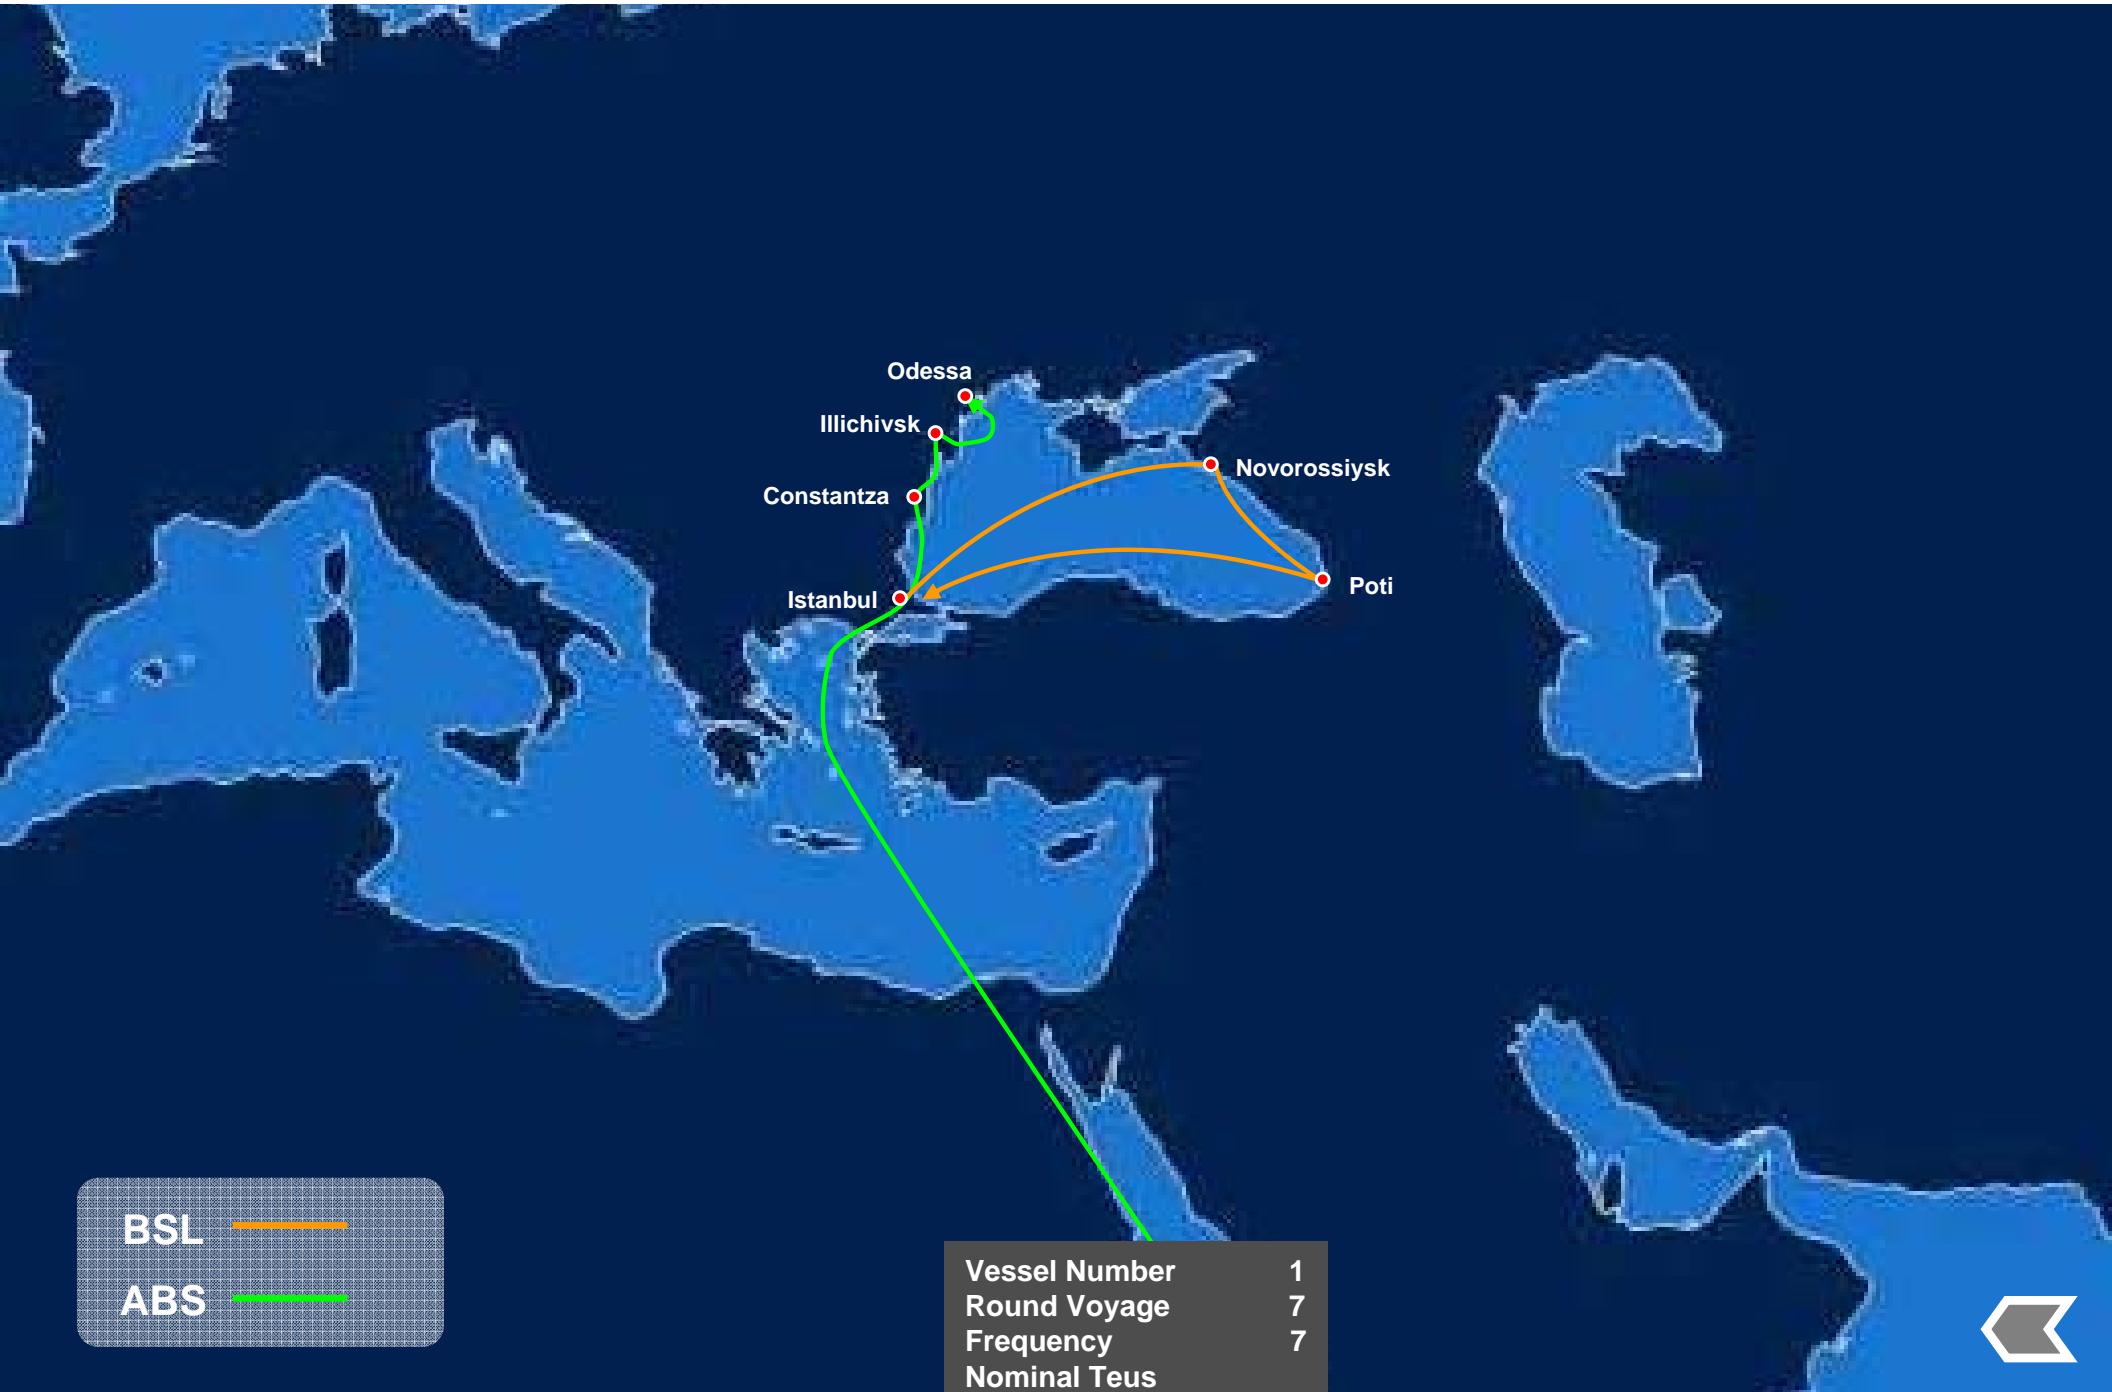 Odessa
Illichivsk
Novorossiysk
Constantza
Istanbul
Poti
BSL
ABS
Vessel Number 1
Round Voyage 7
Frequency 7
Nominal Teus